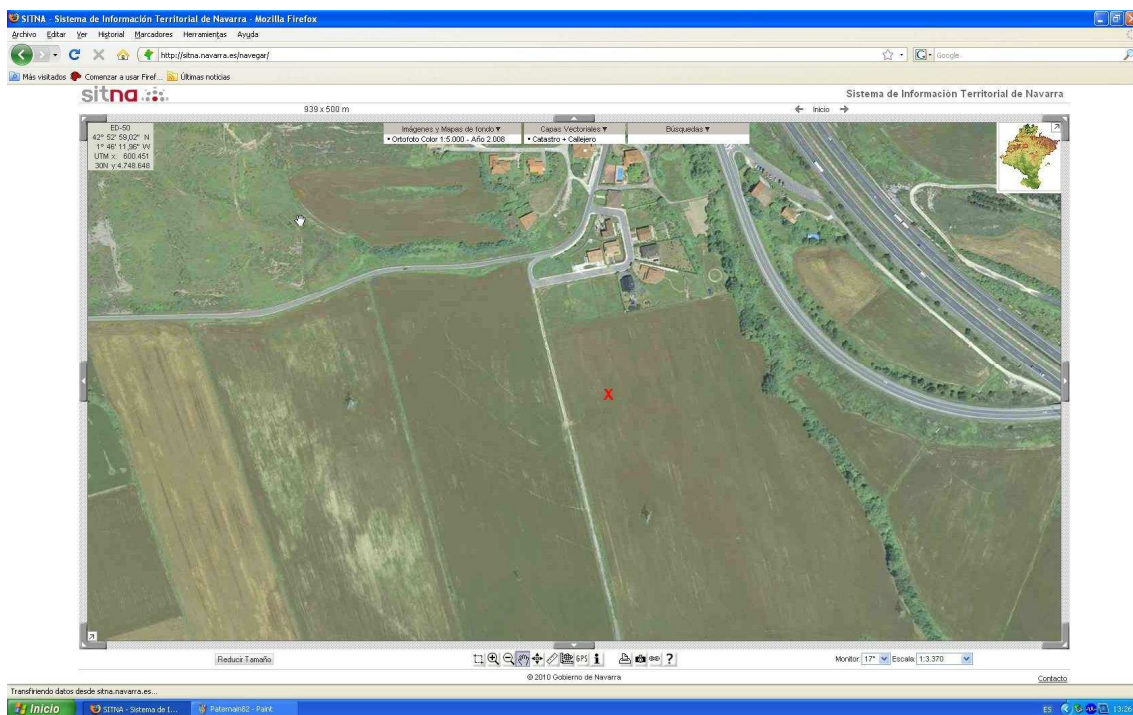 SITNA - Sistema de Información Territorial de Navarra - Mozilla Firefox
Archivo Editar Ver Historial Marcadores Herramientas Ayuda
http://sitna.navarra.es/navegar/
Google
Más visitados Comenzar a usar Firef... Últimas noticias
sitna
Sistema de Información Territorial de Navarra
939 x 500 m
Inicio
ED-50
42° 52' 59,02" N
1° 46' 11,96" W
UTM x: 600.451
30N y:4.748.648
Imágenes y Mapas de fondo ▼ Capas Vectoriales ▼ Búsquedas ▼
• Ortofoto Color 1:5.000 - Año 2.008 • Catastro + Callejero
X
Reducir Tamaño
GPS
Monitor: 17" Escala: 1:3.370
© 2010 Gobierno de Navarra
Contacto
Transfiriendo datos desde sitna.navarra.es...
Inicio SITNA - Sistema de I... Paternain82 - Paint ES 13:26